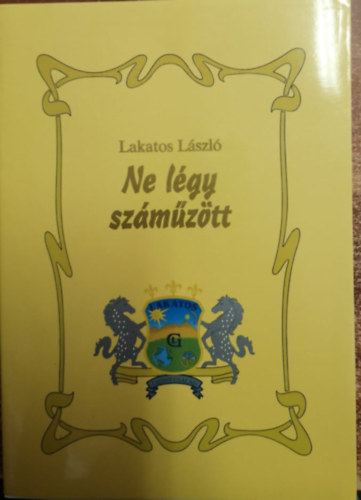 Lakatos László
Ne légy
száműzött
LAKATOS
G